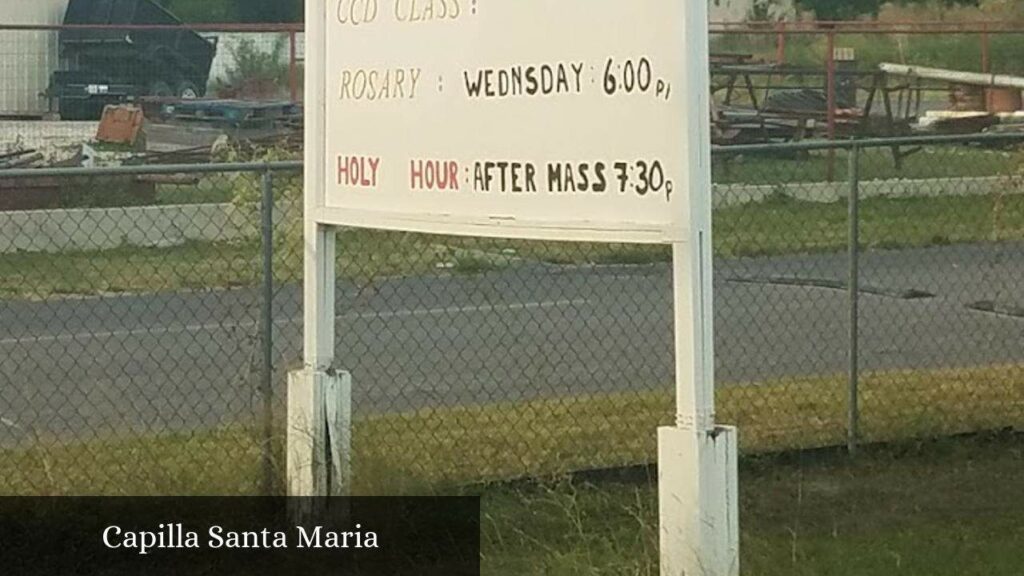 CCD CLASS:
ROSARY : WEDNSDAY: 6:00 P
HOLY HOUR: AFTER MASS 7:30 P
Capilla Santa Maria